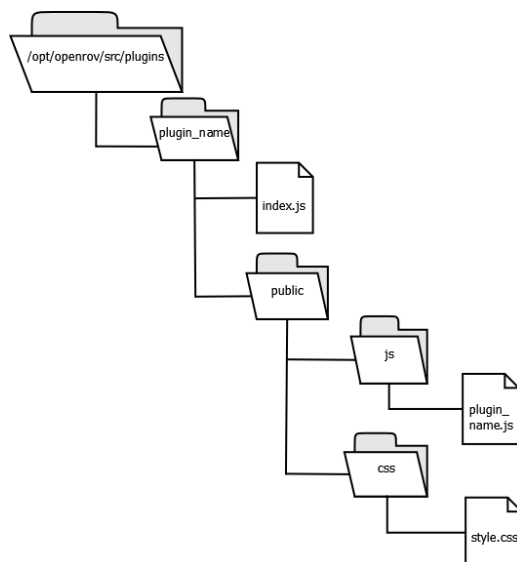 /opt/openrov/src/plugins
plugin_name
index.js
public
js
plugin_
name.js
css
style.css